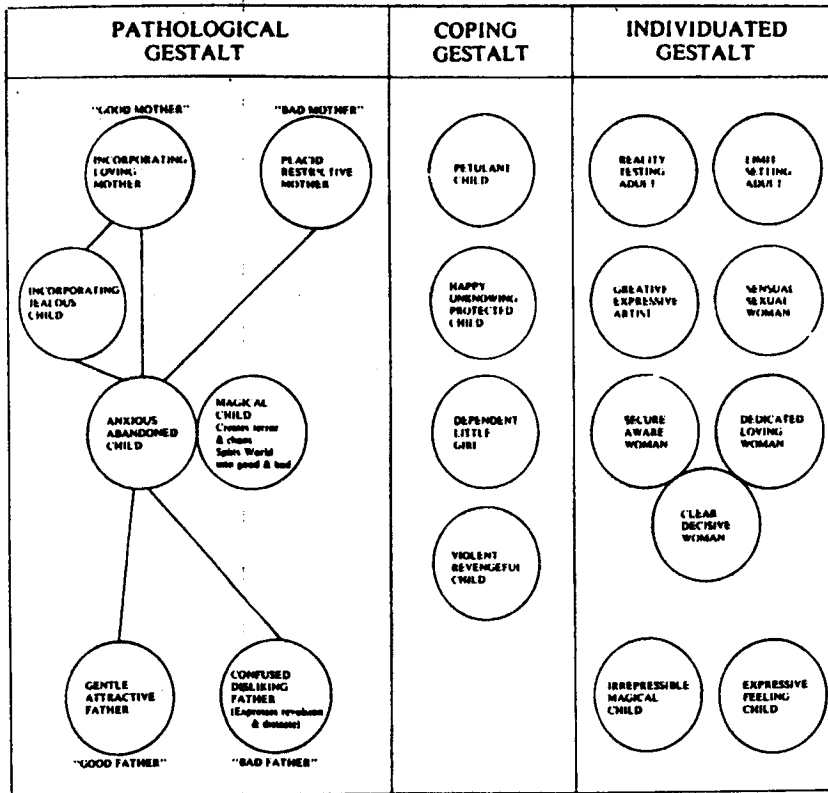 PATHOLOGICAL
GESTALT
COPING
GESTALT
INDIVIDUATED
GESTALT
"GOOD MOTHER"
"BAD MOTHER"
INCORPORATING
LOVING
MOTHER
PLACID
RESTRICTIVE
MOTHER
INCORPORATING
JEALOUS
CHILD
ANXIOUS
ABANDONED
CHILD
MAGICAL
CHILD
Creates terror
& chaos
Splits World
into good & bad
GENTLE
ATTRACTIVE
FATHER
CONFUSED
DISLIKING
FATHER
(Expresses revulsion
& distaste)
"GOOD FATHER"
"BAD FATHER"
PETULANT
CHILD
HAPPY
UNKNOWING
PROTECTED
CHILD
DEPENDENT
LITTLE
GIRL
VIOLENT
REVENGEFUL
CHILD
REALITY
TESTING
ADULT
LIMIT
SETTING
ADULT
CREATIVE
EXPRESSIVE
ARTIST
SENSUAL
SEXUAL
WOMAN
SECURE
AWARE
WOMAN
DEDICATED
LOVING
WOMAN
CLEAR
DECISIVE
WOMAN
IRREPRESSIBLE
MAGICAL
CHILD
EXPRESSIVE
FEELING
CHILD